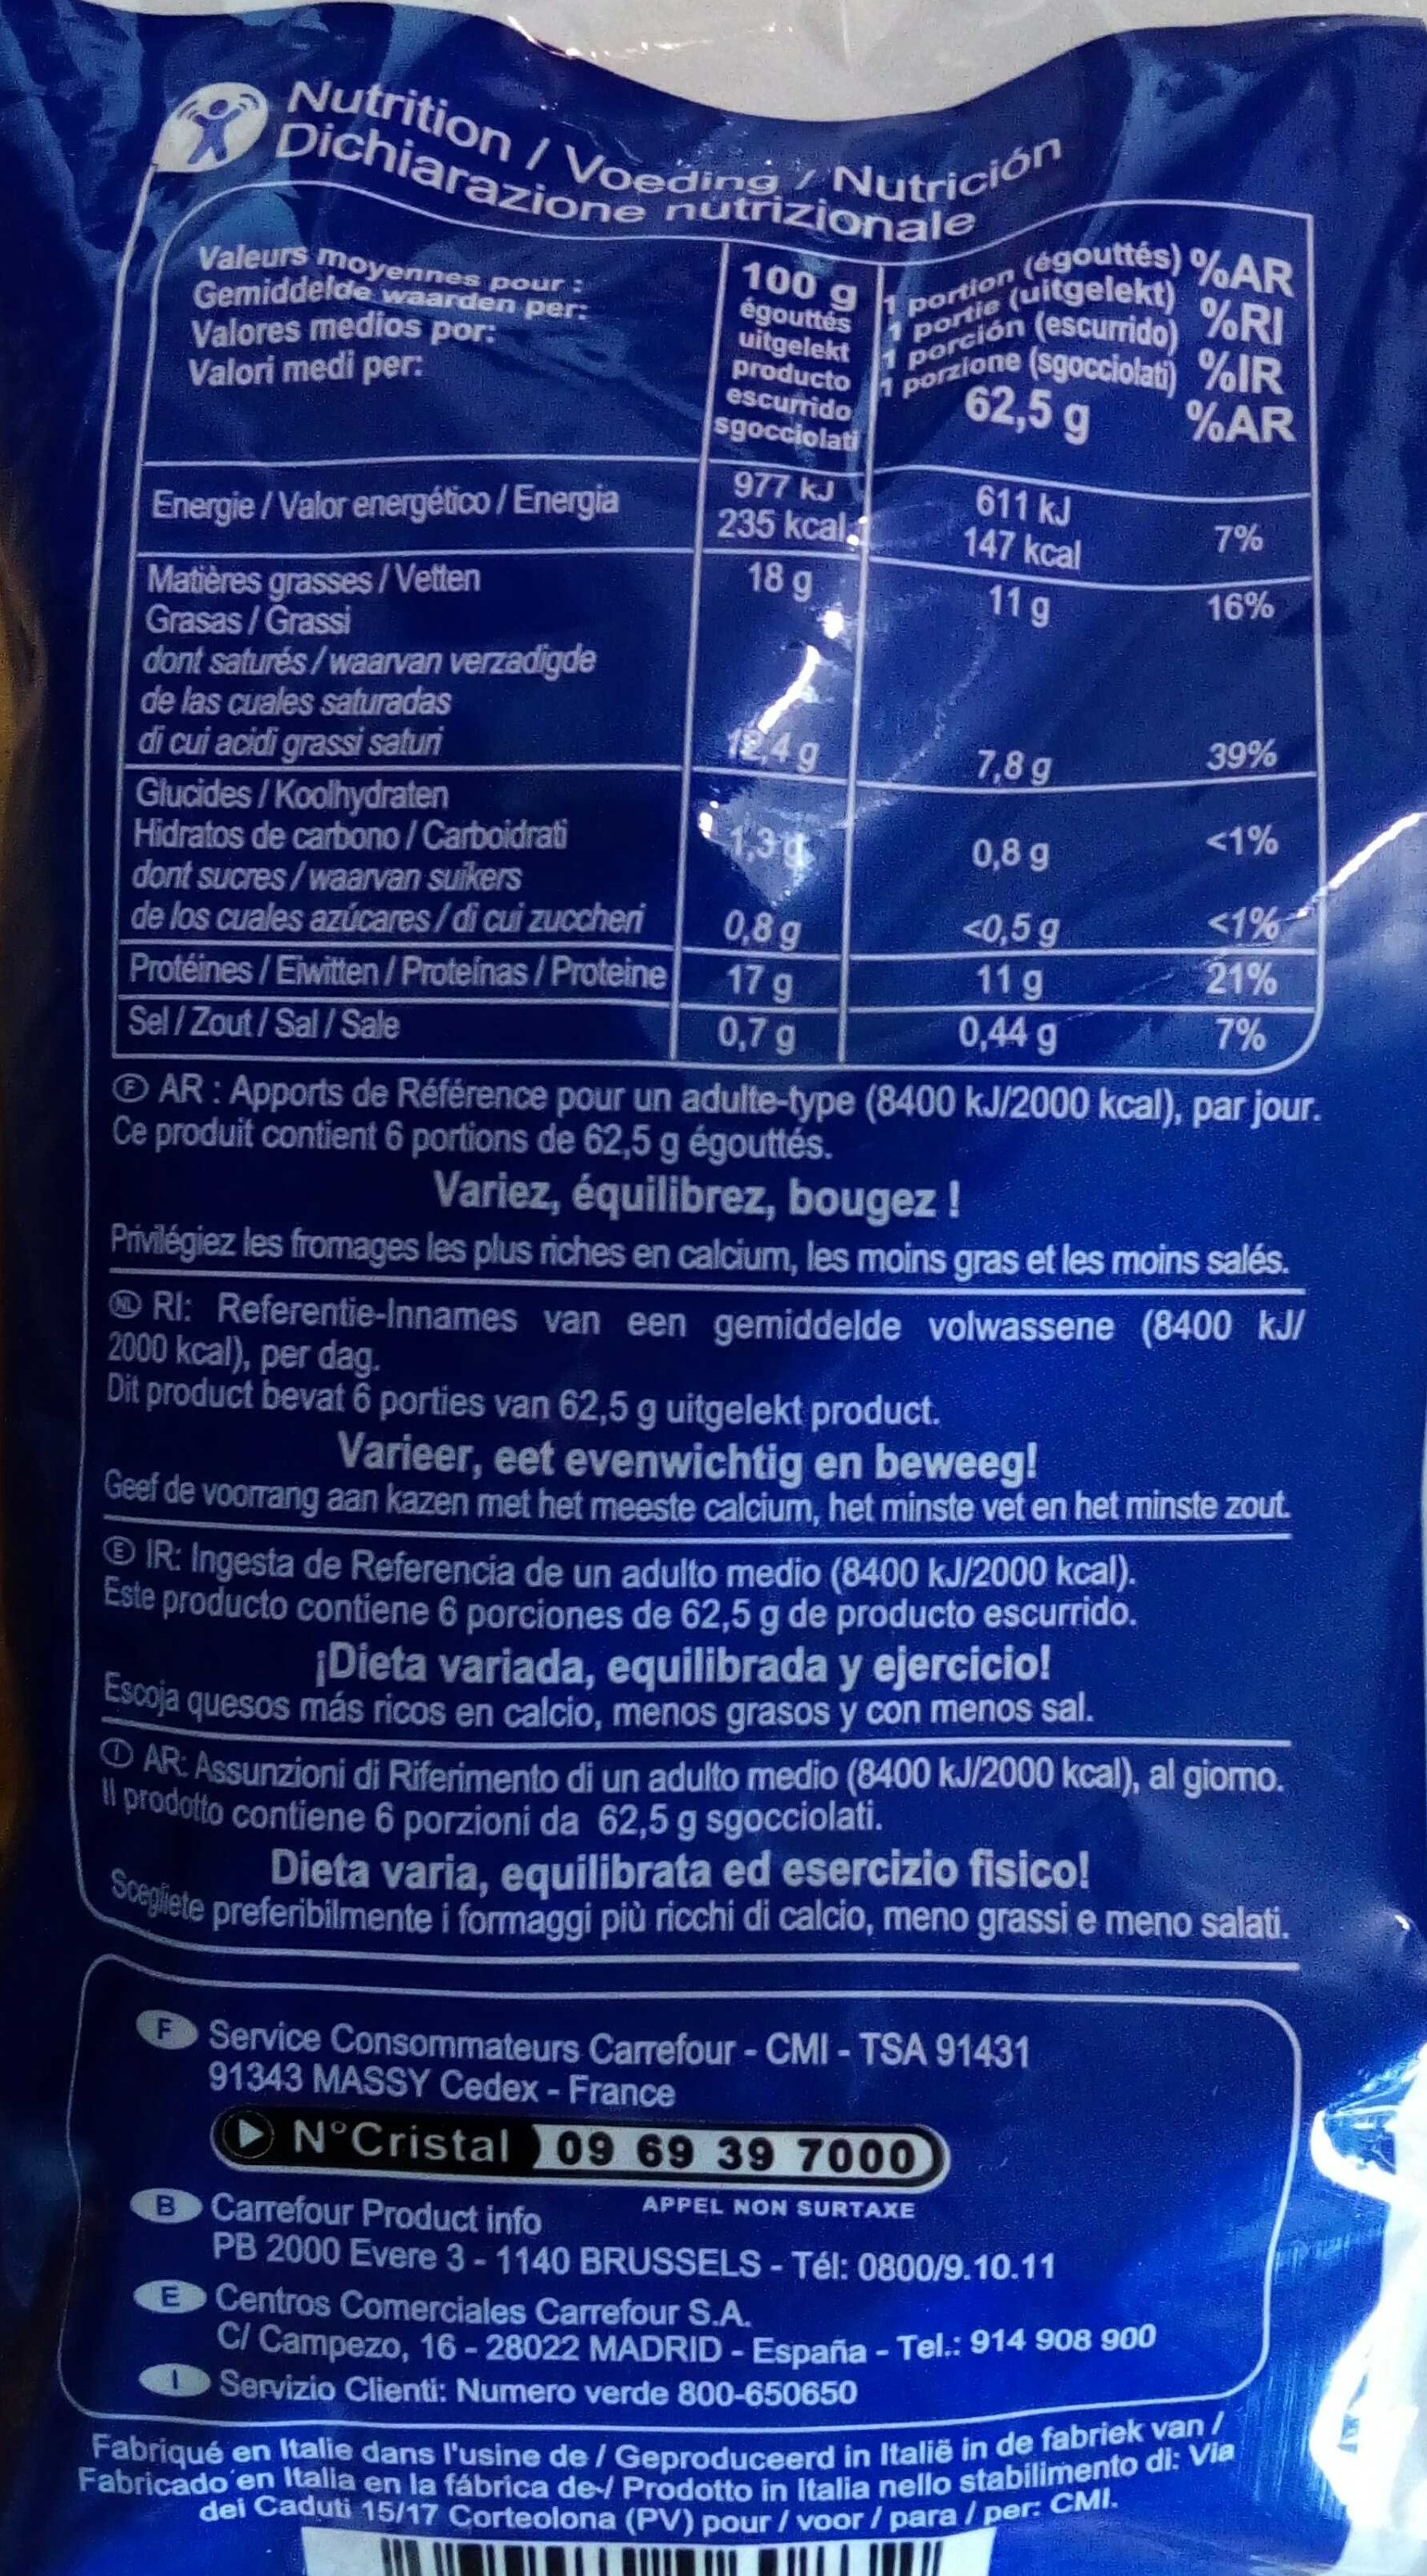 Nutrition / Voeding / Nutrición
Dichiarazione nutrizionale
Valeurs moyennes pour :
Gemiddelde waarden per:
Valores medios por:
Valori medi per:
100 g
égouttés
uitgelekt
producto
escurrido
sgocciolati
1 portion (égouttés) %AR
1 portie (uitgelekt) %RI
1 porción (escurrido) %IR
1 porzione (sgocciolati) %AR
62,5 g
Energie / Valor energético / Energia
977 kJ 611 kJ
235 kcal 147 kcal 7%
Matières grasses / Vetten 18 g 11 g 16%
Grasas / Grassi
dont saturés / waarvan verzadigde
de las cuales saturadas
di cui acidi grassi saturi 12,4 g 7,8 g 39%
Glucides / Koolhydraten
Hidratos de carbono / Carboidrati 1,3 g 0,8 g <1%
dont sucres / waarvan suikers
de los cuales azúcares / di cui zuccheri 0,8 g <0,5 g <1%
Protéines / Eiwitten / Proteínas / Proteine 17 g 11 g 21%
Sel / Zout / Sal / Sale 0,7 g 0,44 g 7%
F AR : Apports de Référence pour un adulte-type (8400 kJ/2000 kcal), par jour.
Ce produit contient 6 portions de 62,5 g égouttés.
Variez, équilibrez, bougez !
Privilégiez les fromages les plus riches en calcium, les moins gras et les moins salés.
NL RI: Referentie-Innames van een gemiddelde volwassene (8400 kJ/
2000 kcal), per dag.
Dit product bevat 6 porties van 62,5 g uitgelekt product.
Varieer, eet evenwichtig en beweeg!
Geef de voorrang aan kazen met het meeste calcium, het minste vet en het minste zout.
E IR: Ingesta de Referencia de un adulto medio (8400 kJ/2000 kcal).
Este producto contiene 6 porciones de 62,5 g de producto escurrido.
¡Dieta variada, equilibrada y ejercicio!
Escoja quesos más ricos en calcio, menos grasos y con menos sal.
I AR: Assunzioni di Riferimento di un adulto medio (8400 kJ/2000 kcal), al giorno.
Il prodotto contiene 6 porzioni da 62,5 g sgocciolati.
Dieta varia, equilibrata ed esercizio fisico!
Scegliete preferibilmente i formaggi più ricchi di calcio, meno grassi e meno salati.
F Service Consommateurs Carrefour - CMI - TSA 91431
91343 MASSY Cedex - France
N°Cristal 09 69 39 7000
APPEL NON SURTAXE
B Carrefour Product info
PB 2000 Evere 3 - 1140 BRUSSELS - Tél: 0800/9.10.11
E Centros Comerciales Carrefour S.A.
C/ Campezo, 16 - 28022 MADRID - España - Tel.: 914 908 900
I Servizio Clienti: Numero verde 800-650650
Fabriqué en Italie dans l'usine de / Geproduceerd in Italië in de fabriek van /
Fabricado en Italia en la fábrica de / Prodotto in Italia nello stabilimento di: Via
dei Caduti 15/17 Corteolona (PV) pour / voor / para / per: CMI.